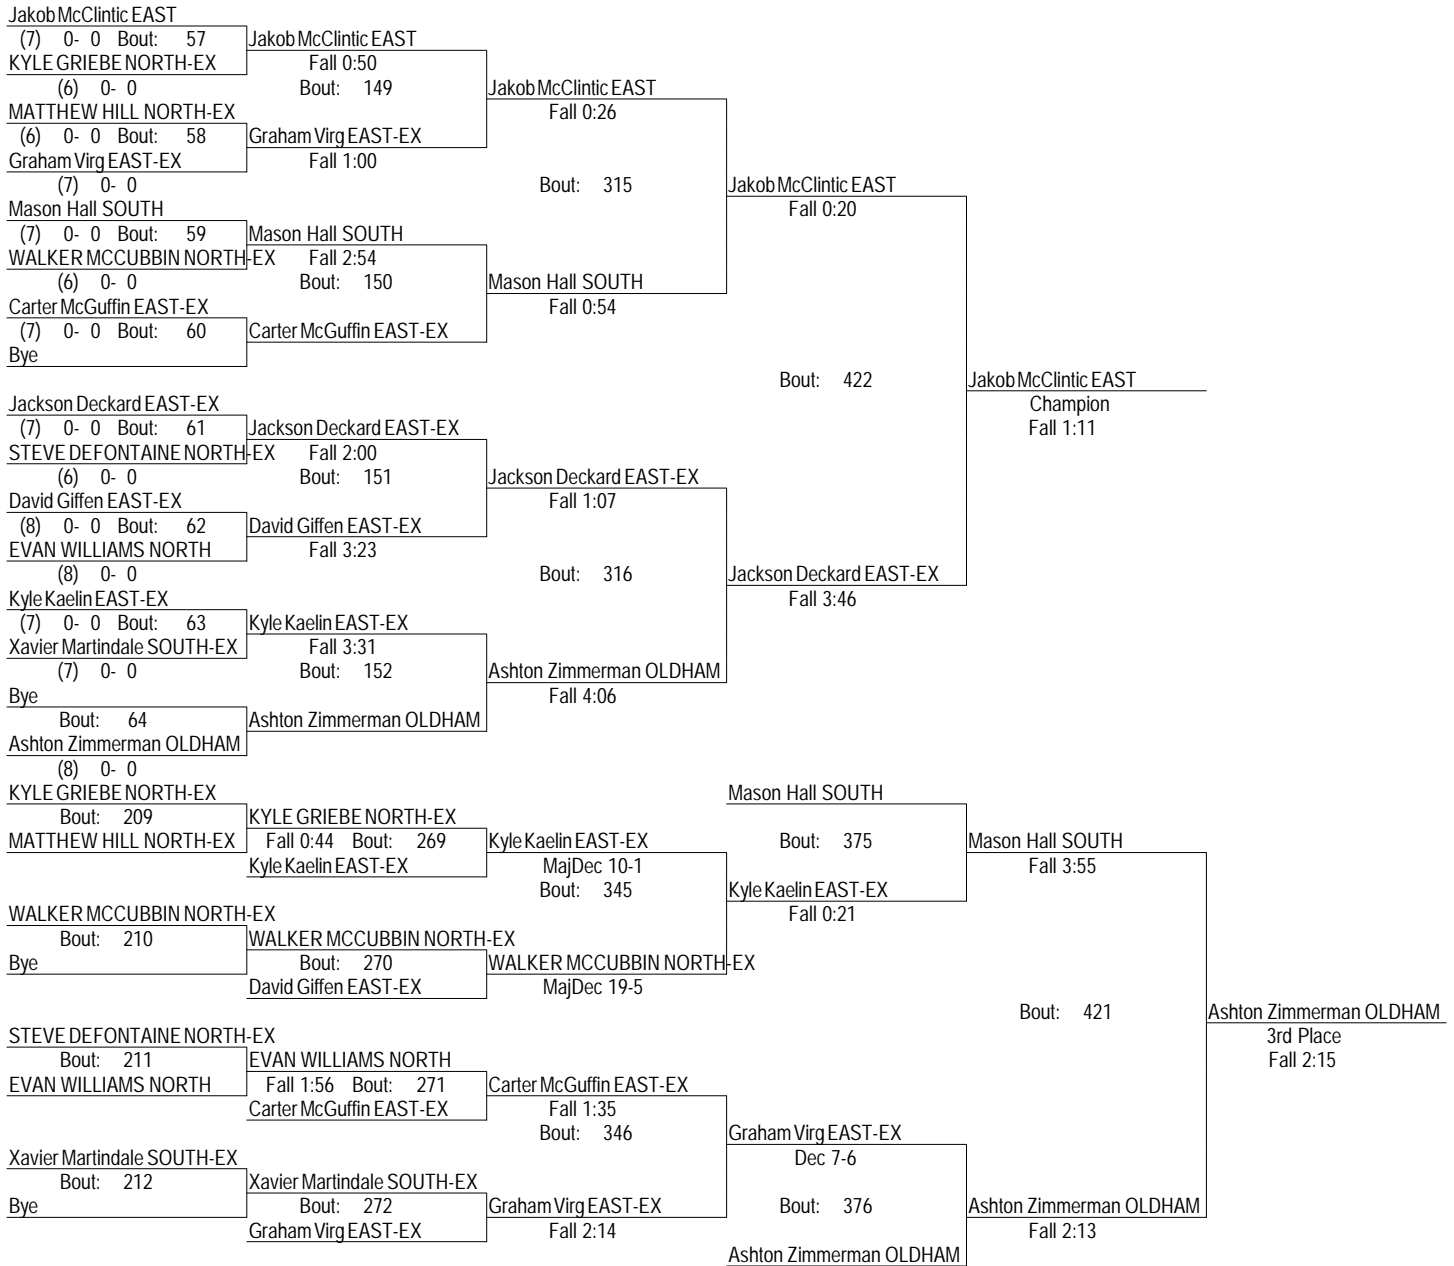 Jakob McClintic EAST
(7) 0- 0 Bout: 57 Jakob McClintic EAST
KYLE GRIEBE NORTH-EX Fall 0:50
(6) 0- 0 Bout: 149 Jakob McClintic EAST
MATTHEW HILL NORTH-EX Fall 0:26
(6) 0- 0 Bout: 58 Graham Virg EAST-EX
Graham Virg EAST-EX Fall 1:00
(7) 0- 0 Bout: 315 Jakob McClintic EAST
Mason Hall SOUTH Fall 0:20
(7) 0- 0 Bout: 59 Mason Hall SOUTH
WALKER MCCUBBIN NORTH-EX Fall 2:54
(6) 0- 0 Bout: 150 Mason Hall SOUTH
Carter McGuffin EAST-EX Fall 0:54
(7) 0- 0 Bout: 60 Carter McGuffin EAST-EX
Bye
Bout: 422 Jakob McClintic EAST
Jackson Deckard EAST-EX Champion
(7) 0- 0 Bout: 61 Jackson Deckard EAST-EX Fall 1:11
STEVE DEFONTAINE NORTH-EX Fall 2:00
(6) 0- 0 Bout: 151 Jackson Deckard EAST-EX
David Giffen EAST-EX Fall 1:07
(8) 0- 0 Bout: 62 David Giffen EAST-EX
EVAN WILLIAMS NORTH Fall 3:23
(8) 0- 0 Bout: 316 Jackson Deckard EAST-EX
Kyle Kaelin EAST-EX Fall 3:46
(7) 0- 0 Bout: 63 Kyle Kaelin EAST-EX
Xavier Martindale SOUTH-EX Fall 3:31
(7) 0- 0 Bout: 152 Ashton Zimmerman OLDHAM
Bye Fall 4:06
Bout: 64 Ashton Zimmerman OLDHAM
Ashton Zimmerman OLDHAM
(8) 0- 0
KYLE GRIEBE NORTH-EX Mason Hall SOUTH
Bout: 209 KYLE GRIEBE NORTH-EX
MATTHEW HILL NORTH-EX Fall 0:44 Bout: 269 Kyle Kaelin EAST-EX Bout: 375 Mason Hall SOUTH
Kyle Kaelin EAST-EX MajDec 10-1 Fall 3:55
Bout: 345 Kyle Kaelin EAST-EX
WALKER MCCUBBIN NORTH-EX Fall 0:21
Bout: 210 WALKER MCCUBBIN NORTH-EX
Bye Bout: 270 WALKER MCCUBBIN NORTH-EX
David Giffen EAST-EX MajDec 19-5
Bout: 421 Ashton Zimmerman OLDHAM
STEVE DEFONTAINE NORTH-EX 3rd Place
Bout: 211 EVAN WILLIAMS NORTH Fall 2:15
EVAN WILLIAMS NORTH Fall 1:56 Bout: 271 Carter McGuffin EAST-EX
Carter McGuffin EAST-EX Fall 1:35
Bout: 346 Graham Virg EAST-EX
Xavier Martindale SOUTH-EX Dec 7-6
Bout: 212 Xavier Martindale SOUTH-EX
Bye Bout: 272 Graham Virg EAST-EX Bout: 376 Ashton Zimmerman OLDHAM
Graham Virg EAST-EX Fall 2:14 Fall 2:13
Ashton Zimmerman OLDHAM